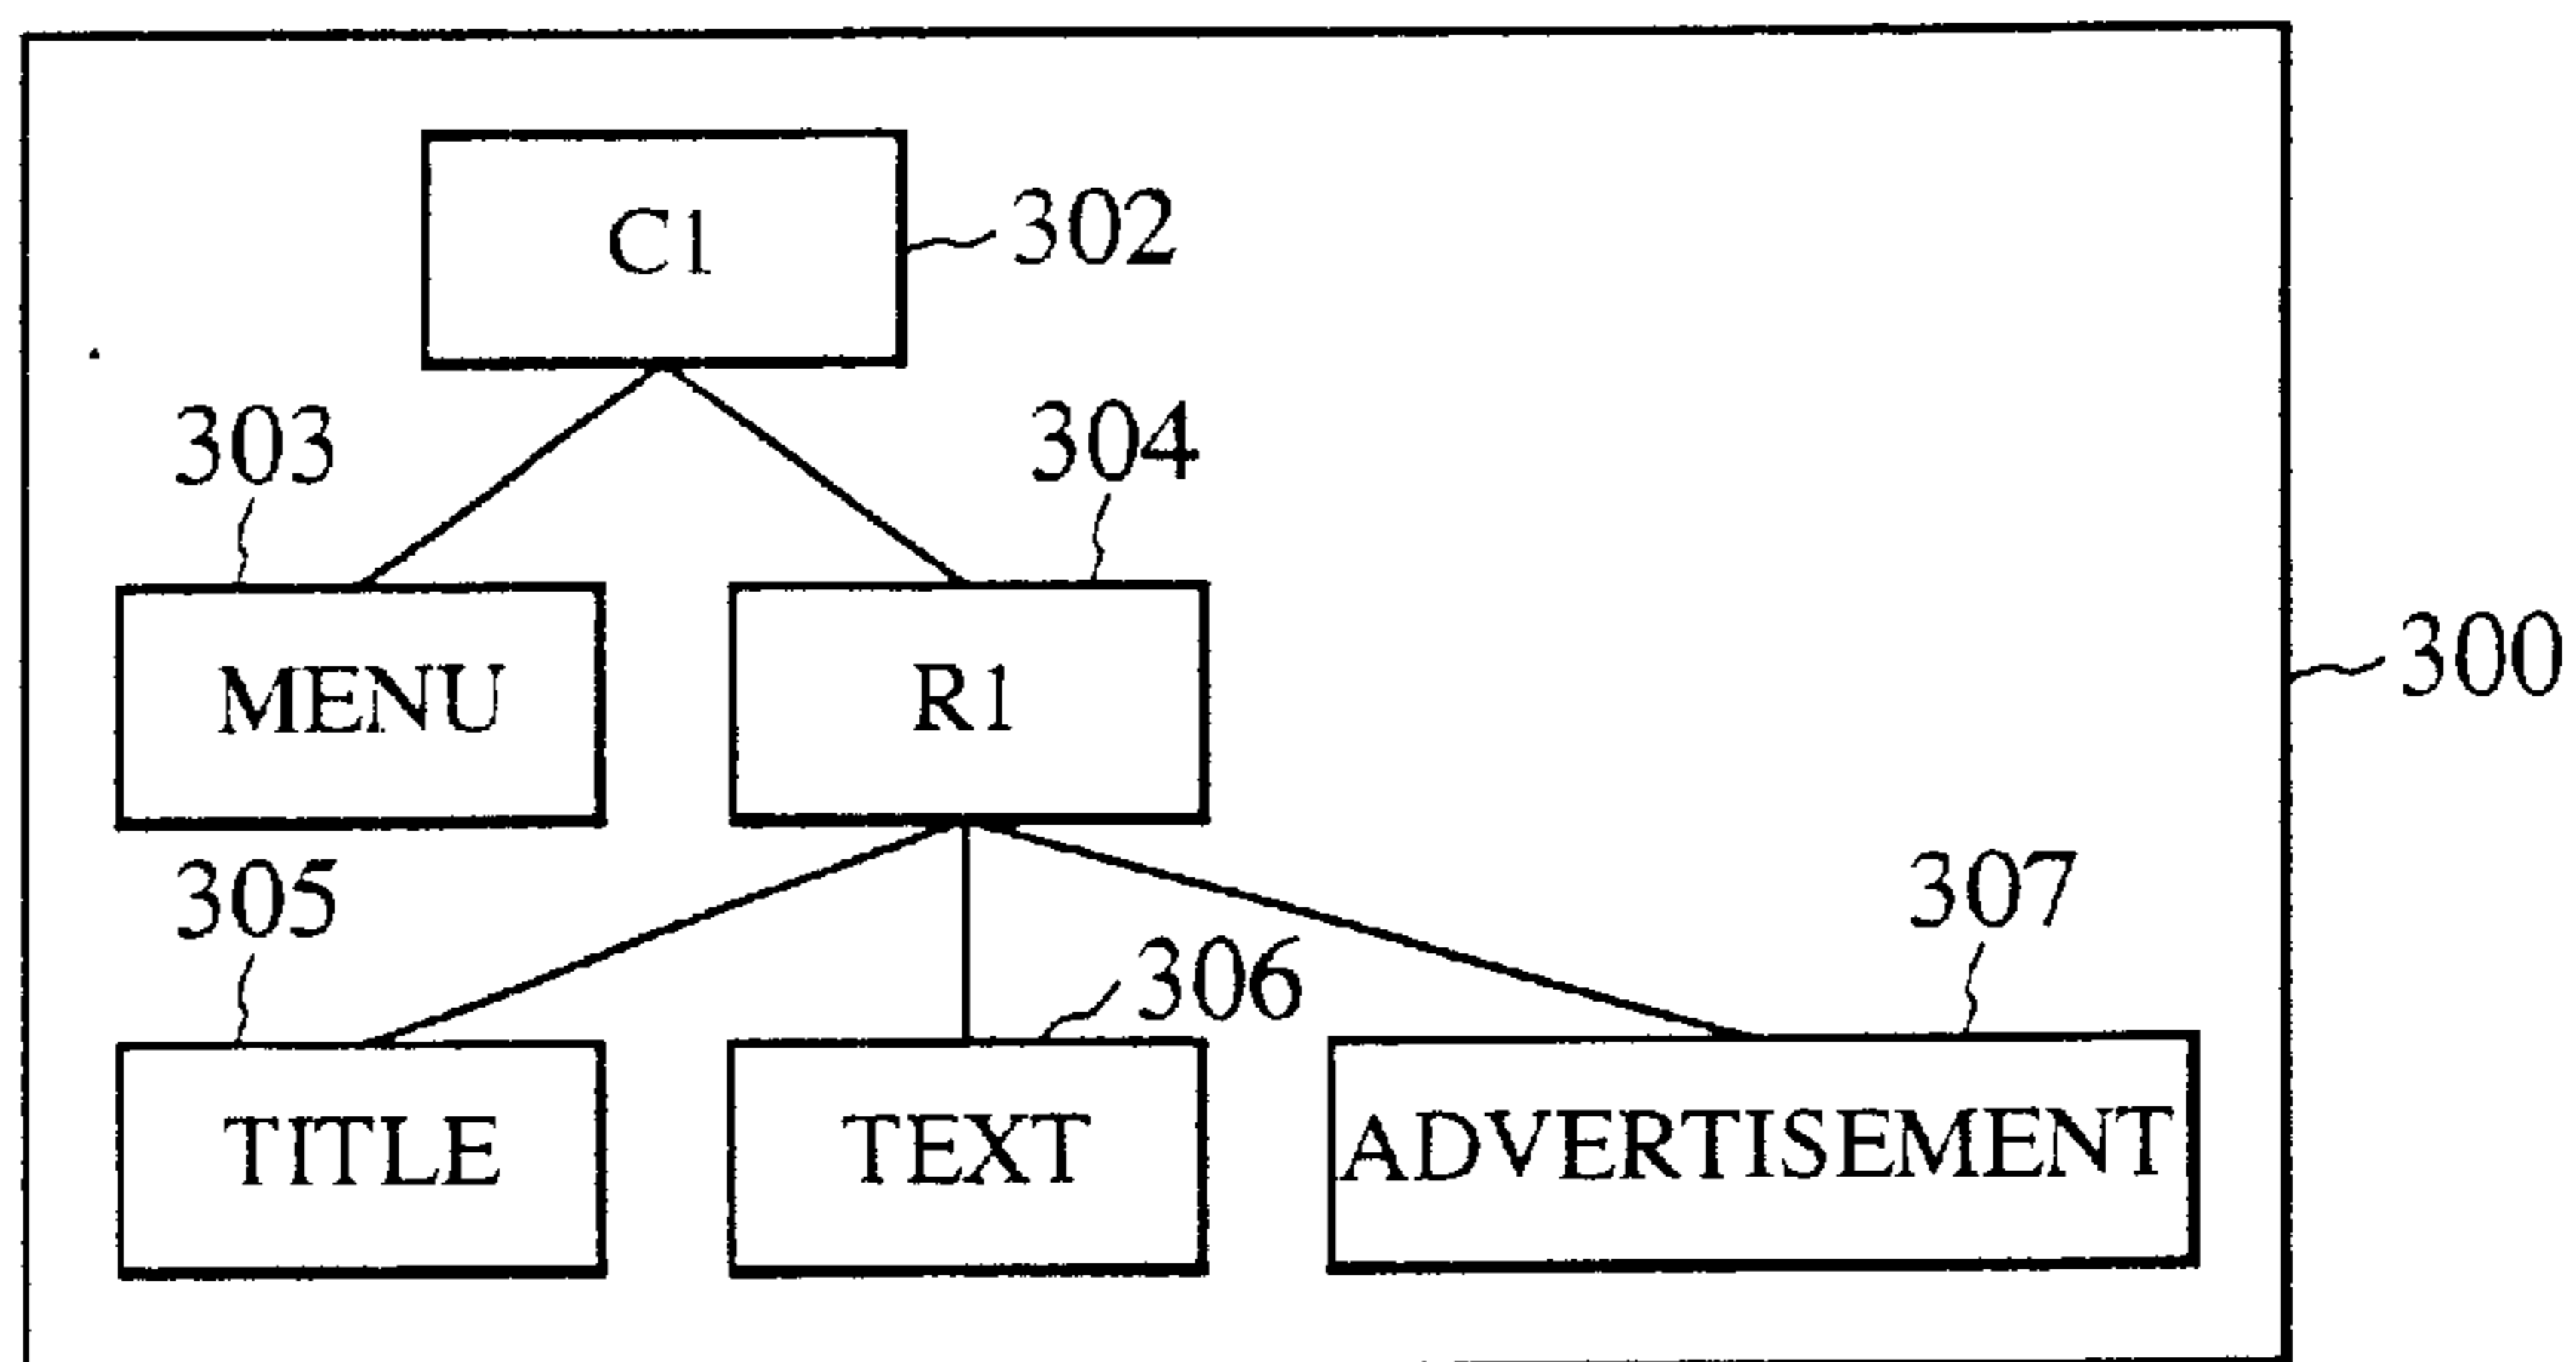 C1
302
303
304
MENU
R1
300
305
306
307
TITLE
TEXT
ADVERTISEMENT